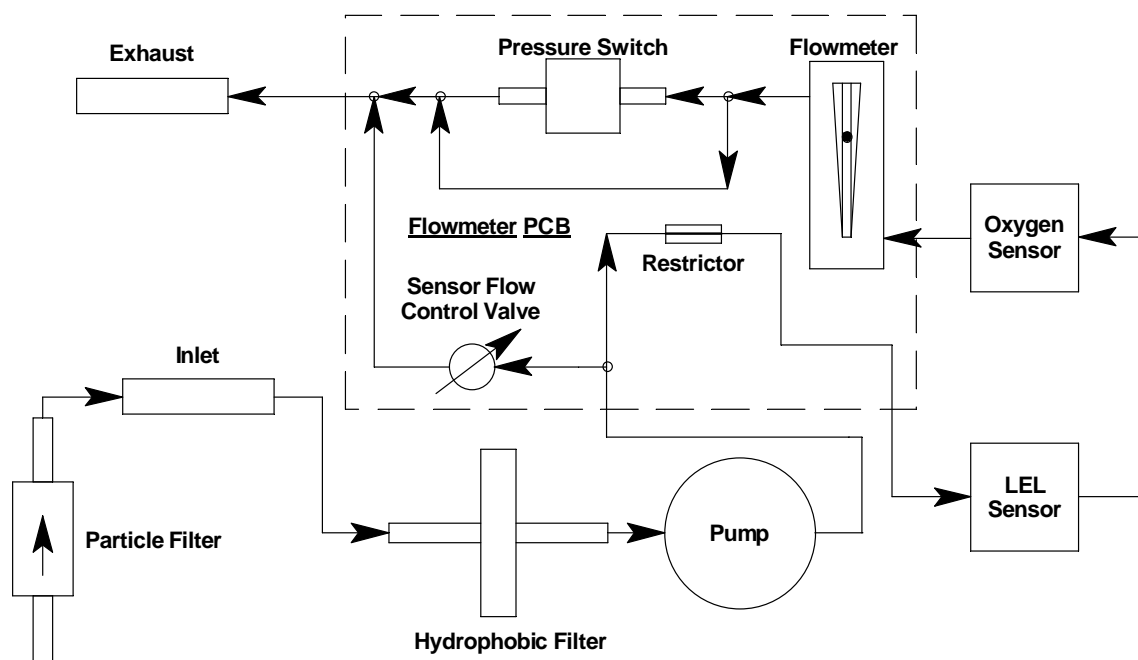 Pressure Switch
Flowmeter
Exhaust
Flowmeter PCB
Oxygen
Sensor
Restrictor
Sensor Flow
Control Valve
Inlet
LEL
Sensor
Particle Filter
Pump
Hydrophobic Filter